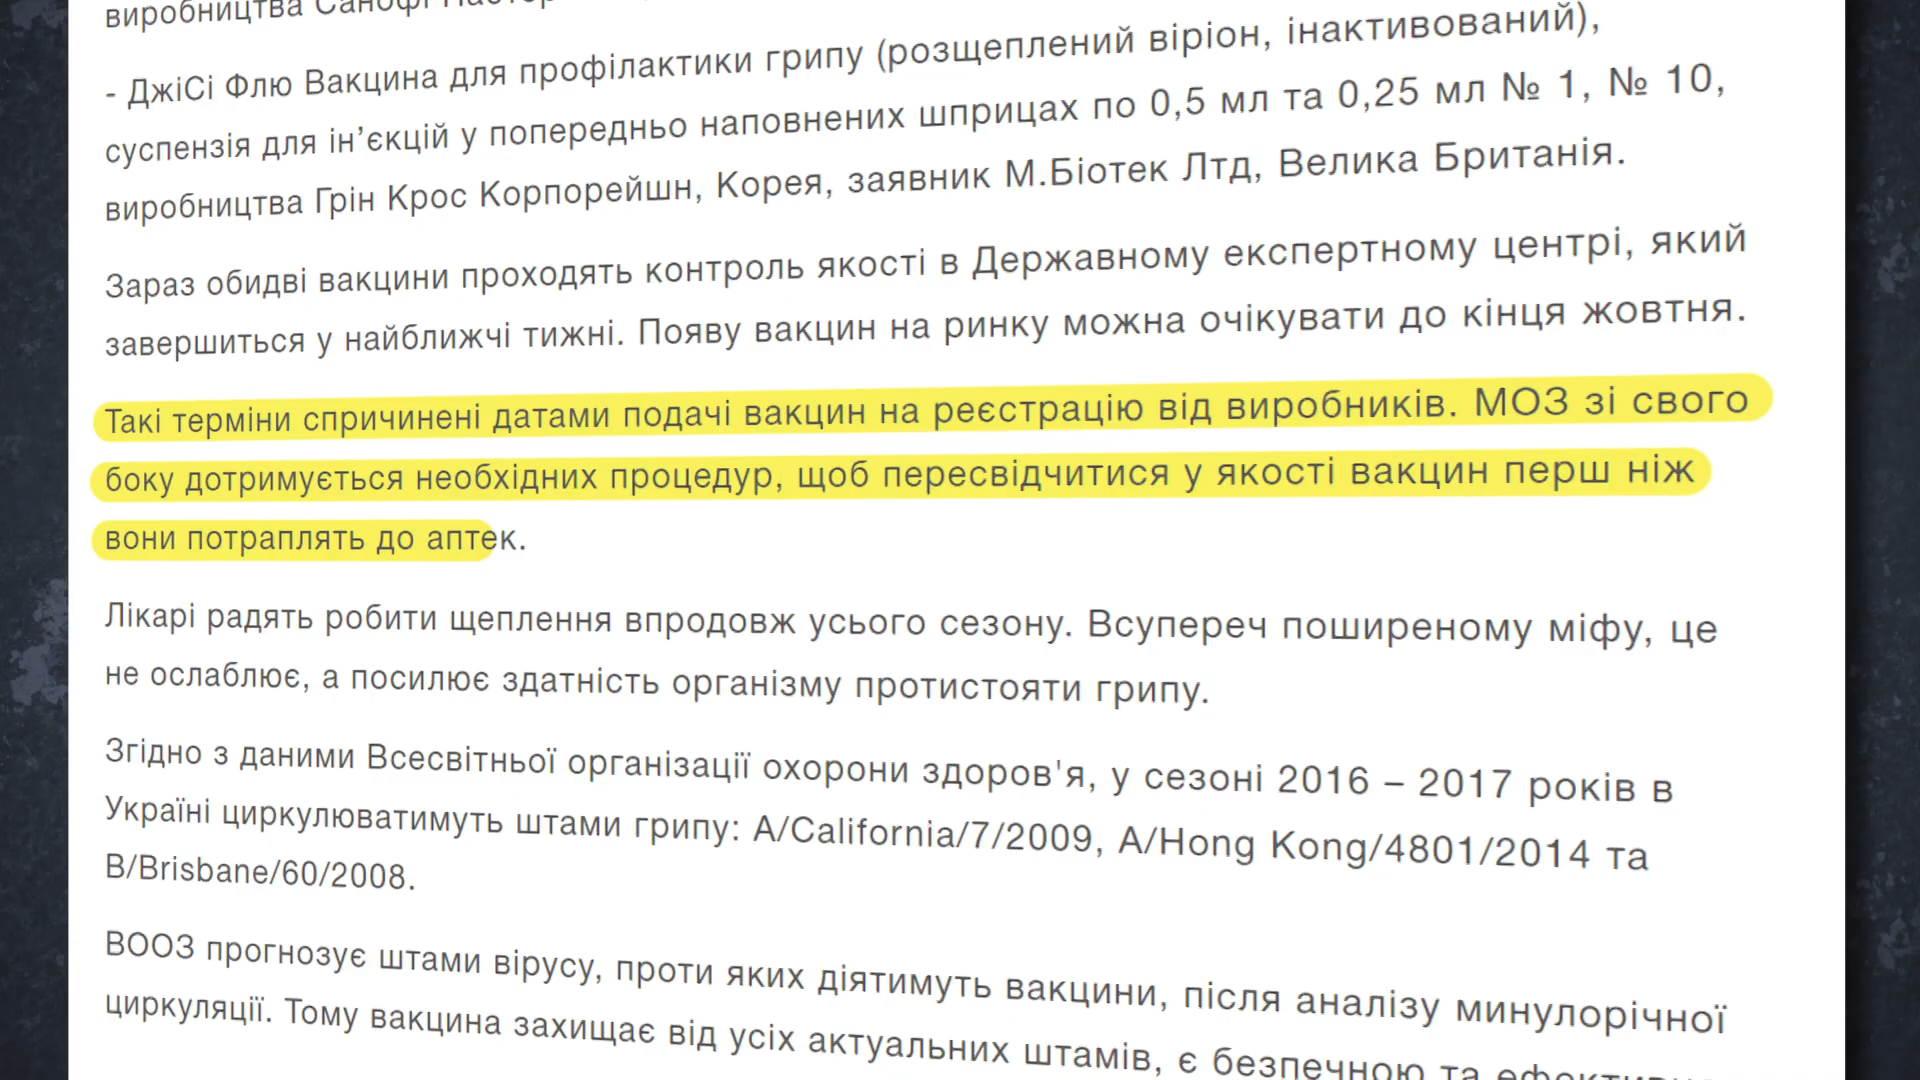 виробництва Санофі
- ДжіСі Флю Вакцина для профілактики грипу (розщеплений віріон, інактивований),
суспензія для ін’єкцій у попередньо наповнених шприцах по 0,5 мл та 0,25 мл № 1, № 10,
виробництва Грін Крос Корпорейшн, Корея, заявник М.Біотек Лтд, Велика Британія.
Зараз обидві вакцини проходять контроль якості в Державному експертному центрі, який
завершиться у найближчі тижні. Появу вакцин на ринку можна очікувати до кінця жовтня.
Такі терміни спричинені датами подачі вакцин на реєстрацію від виробників. МОЗ зі свого
боку дотримується необхідних процедур, щоб пересвідчитися у якості вакцин перш ніж
вони потраплять до аптек.
Лікарі радять робити щеплення впродовж усього сезону. Всупереч поширеному міфу, це
не ослаблює, а посилює здатність організму протистояти грипу.
Згідно з даними Всесвітньої організації охорони здоров'я, у сезоні 2016 – 2017 років в
Україні циркулюватимуть штами грипу: A/California/7/2009, A/Hong Kong/4801/2014 та
B/Brisbane/60/2008.
ВООЗ прогнозує штами вірусу, проти яких діятимуть вакцини, після аналізу минулорічної
циркуляції. Тому вакцина захищає від усіх актуальних штамів, є безпечною та